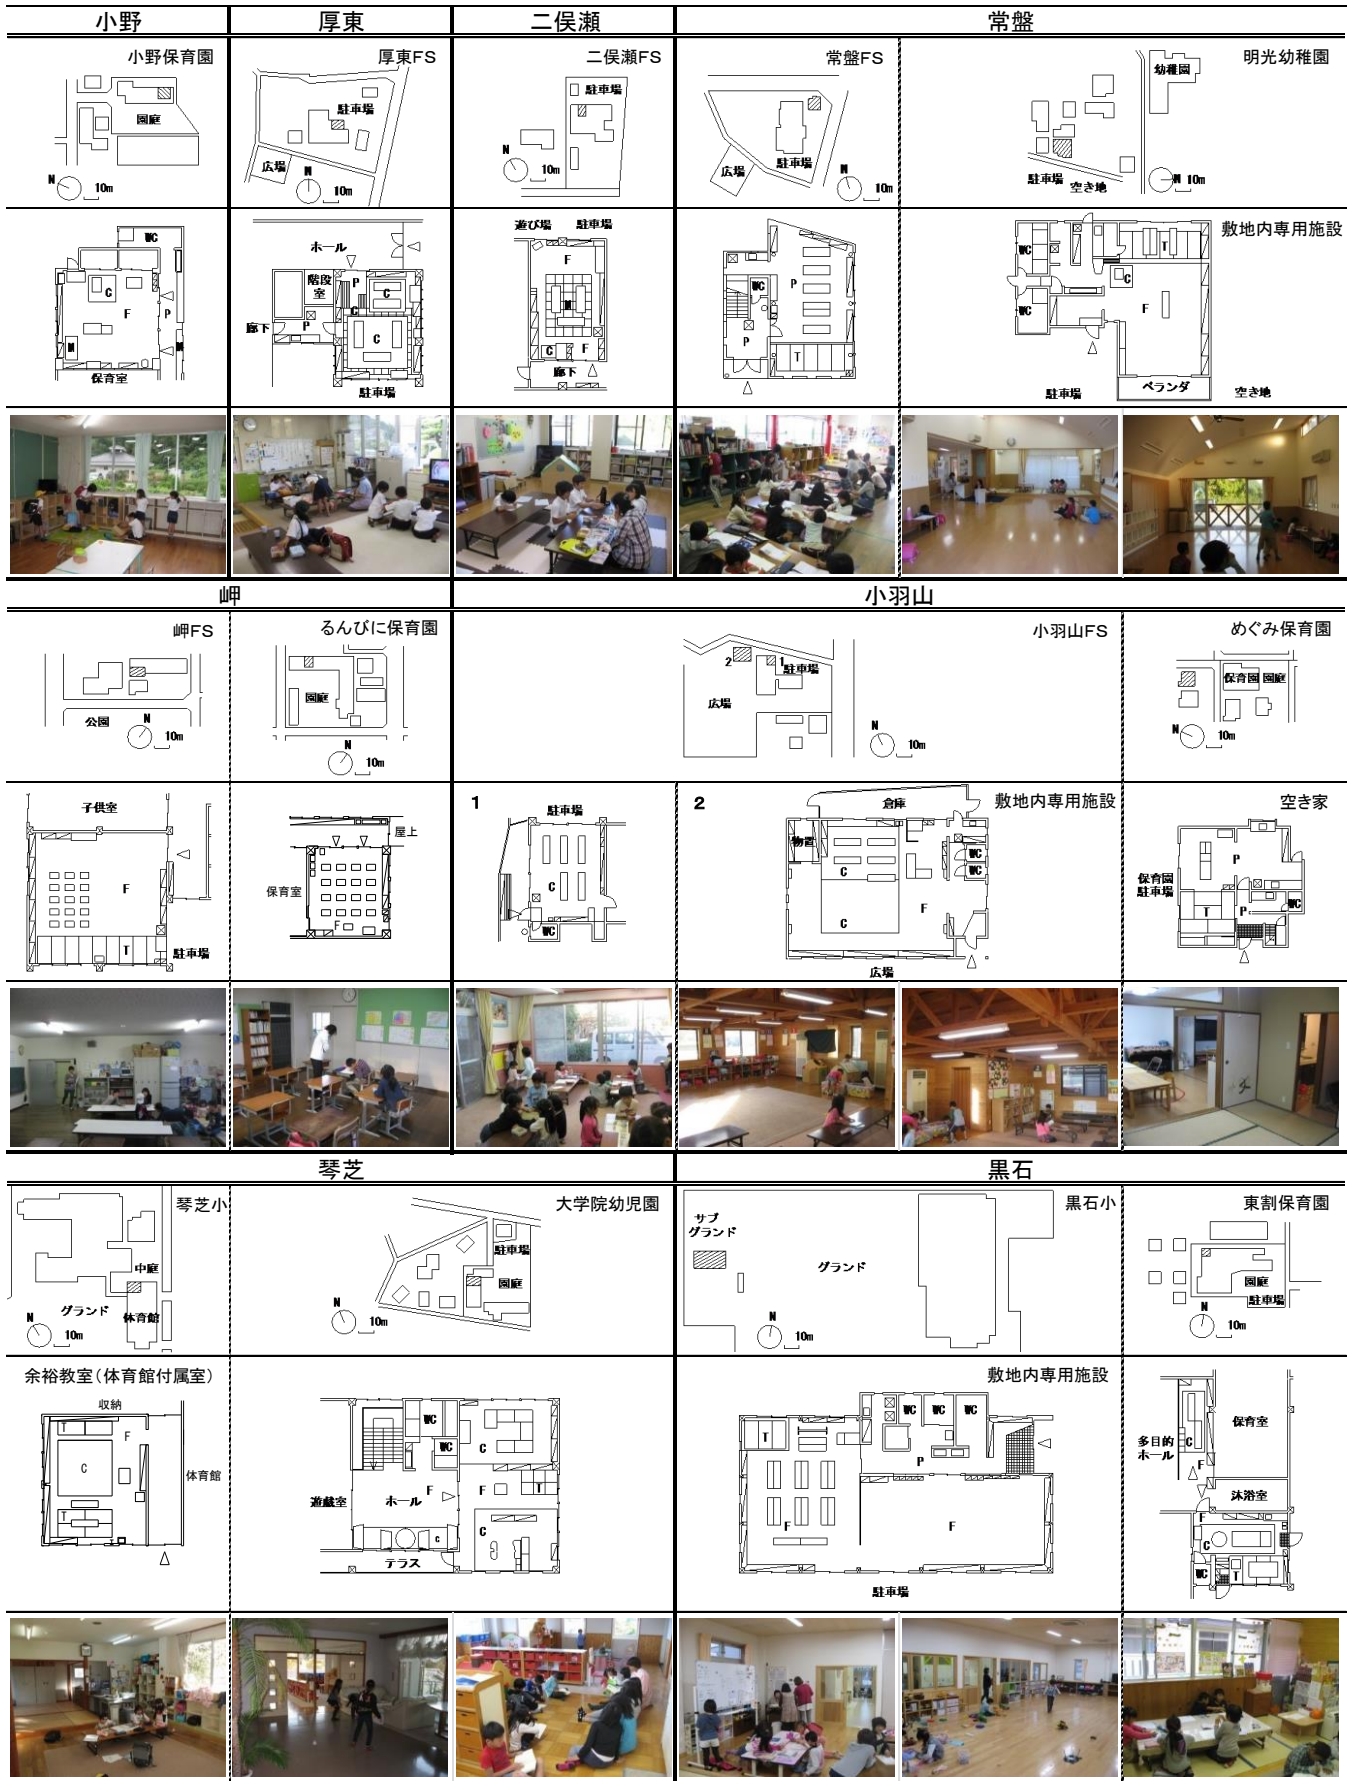 小野
厚東
二俣瀬
常盤
小野保育園
園庭
N
10m
厚東FS
駐車場
広場
N
10m
二俣瀬FS
駐車場
N
10m
常盤FS
広場
駐車場
N
10m
明光幼稚園
幼稚園
駐車場
空き地
N
10m
WC
C
F
P
M
M
保育室
ホール
階段室
P
C
C
廊下
P
C
駐車場
遊び場
駐車場
F
M
C
F
廊下
WC
P
P
T
敷地内専用施設
WC
T
C
F
WC
駐車場
ベランダ
空き地
岬
小羽山
岬FS
公園
N
10m
るんびに保育園
園庭
N
10m
小羽山FS
2
1
駐車場
広場
N
10m
めぐみ保育園
保育園
園庭
N
10m
子供室
F
T
駐車場
屋上
保育室
F
1
駐車場
C
WC
2
敷地内専用施設
倉庫
物置
WC
WC
C
F
C
広場
空き家
保育園
駐車場
P
T
P
WC
琴芝
黒石
琴芝小
中庭
グランド
体育館
N
10m
大学院幼児園
駐車場
園庭
N
10m
黒石小
サブ
グランド
グランド
N
10m
東割保育園
園庭
駐車場
N
10m
余裕教室（体育館付属室）
収納
T
F
C
体育館
T
WC
WC
C
遊戯室
ホール
F
F
T
C
C
テラス
敷地内専用施設
T
WC
WC
WC
P
F
F
駐車場
保育室
多目的
ホール
C
F
沐浴室
F
C
WC
T